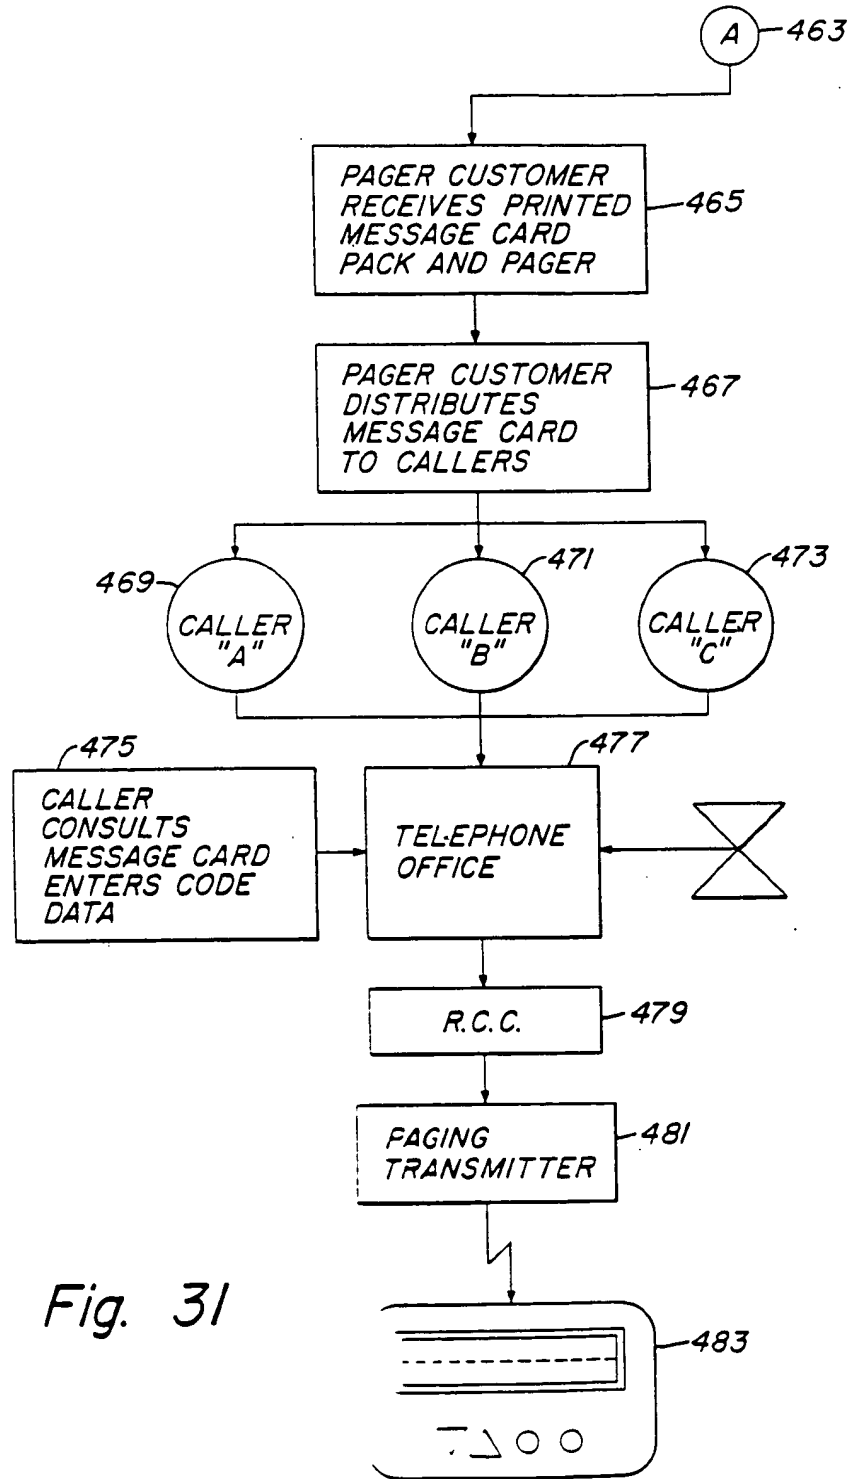 A 463
PAGER CUSTOMER
RECEIVES PRINTED
MESSAGE CARD
PACK AND PAGER
465
PAGER CUSTOMER
DISTRIBUTES
MESSAGE CARD
TO CALLERS
467
469
CALLER
"A"
471
CALLER
"B"
473
CALLER
"C"
475
CALLER
CONSULTS
MESSAGE CARD
ENTERS CODE
DATA
477
TELEPHONE
OFFICE
R.C.C. 479
PAGING
TRANSMITTER
481
Fig. 31
483